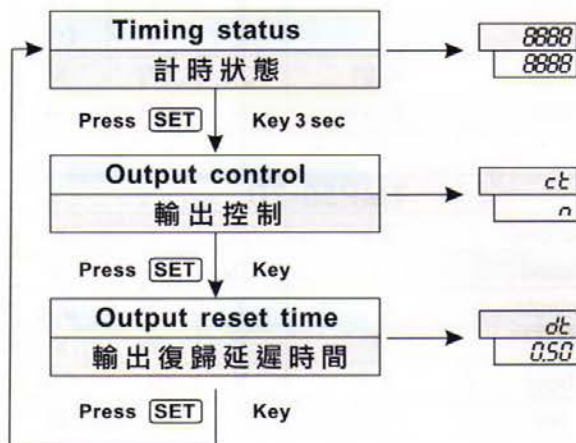 Timing status
8888
計時狀態
8888
Press SET Key 3 sec
Output control
ct
輸出控制
n
Press SET Key
Output reset time
dt
輸出復歸延遲時間
0.50
Press SET Key